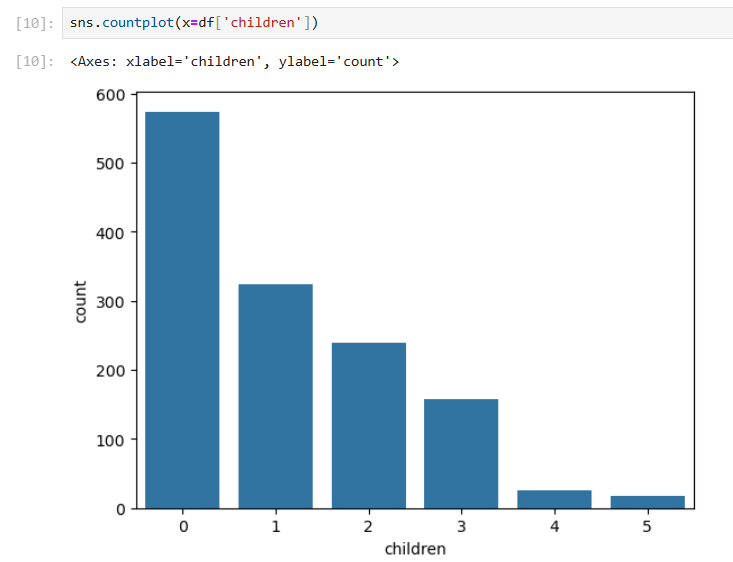 [10]: sns.countplot(x=df['children'])
[10]: <Axes: xlabel='children', ylabel='count'>
600
500
400
300
200
100
0
count
0 1 2 3 4 5
children